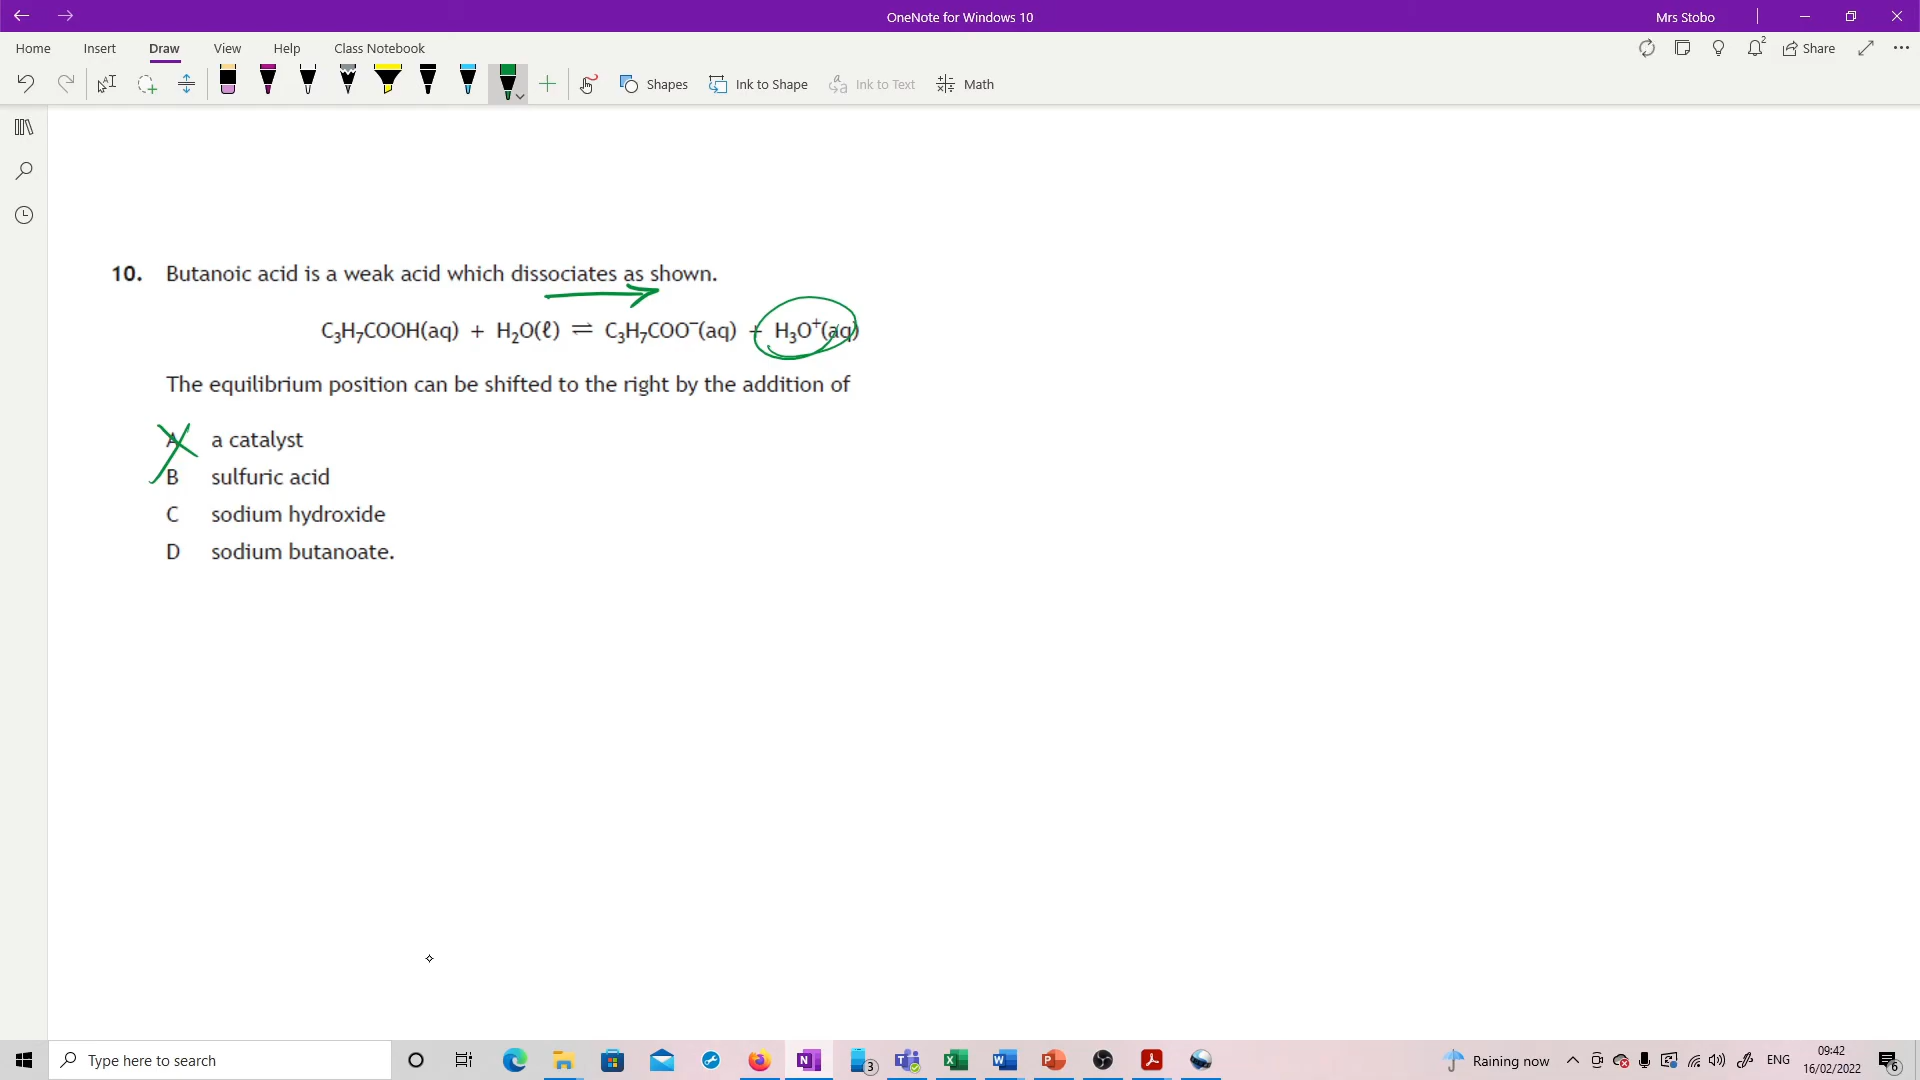 OneNote for Windows 10
Mrs Stobo
Home Insert Draw View Help Class Notebook
2
Share
Shapes Ink to Shape Ink to Text Math
10. Butanoic acid is a weak acid which dissociates as shown.
C₃H₇COOH(aq) + H₂O(ℓ) ⇌ C₃H₇COO⁻(aq) + H₃O⁺(aq)
The equilibrium position can be shifted to the right by the addition of
A a catalyst
B sulfuric acid
C sodium hydroxide
D sodium butanoate.
Type here to search
3
Raining now
ENG
09:42
16/02/2022
6